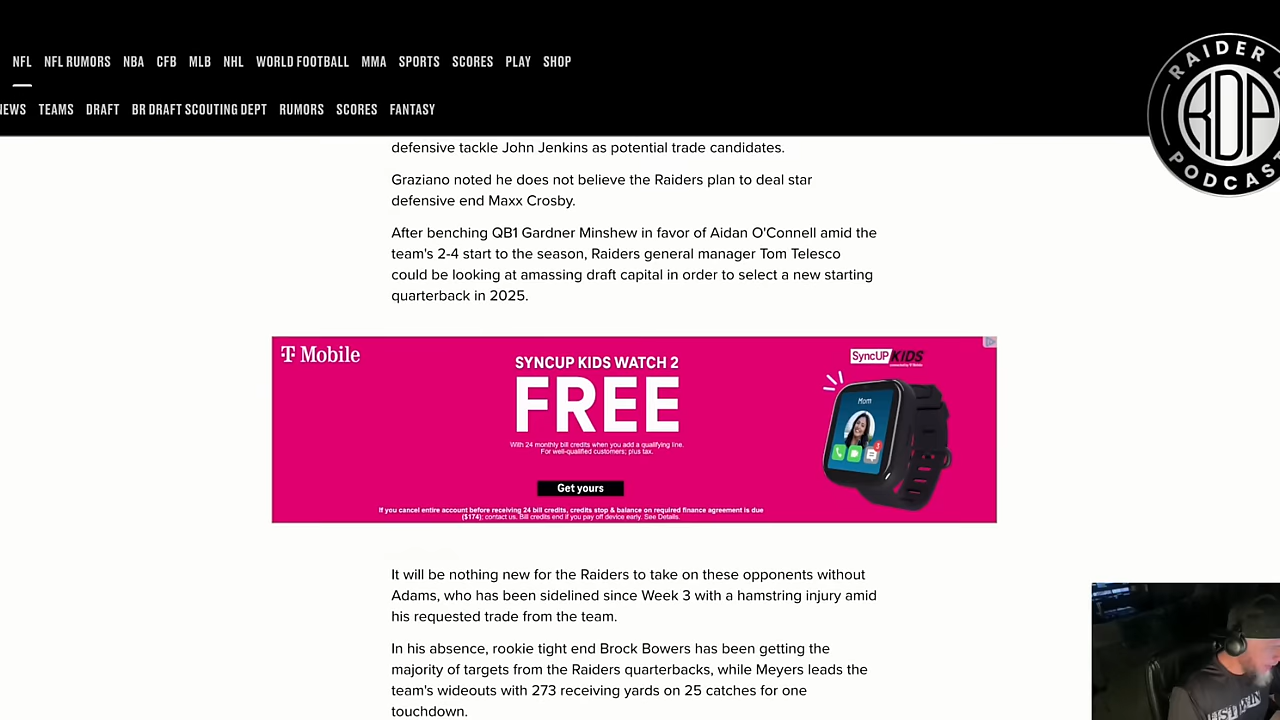 NFL NFL RUMORS NBA CFB MLB NHL WORLD FOOTBALL MMA SPORTS SCORES PLAY SHOP
NEWS TEAMS DRAFT BR DRAFT SCOUTING DEPT RUMORS SCORES FANTASY
RAIDER
RDP
PODCAS
defensive tackle John Jenkins as potential trade candidates.
Graziano noted he does not believe the Raiders plan to deal star
defensive end Maxx Crosby.
After benching QB1 Gardner Minshew in favor of Aidan O'Connell amid the
team's 2-4 start to the season, Raiders general manager Tom Telesco
could be looking at amassing draft capital in order to select a new starting
quarterback in 2025.
T Mobile
SYNCUP KIDS WATCH 2
FREE
With 24 monthly bill credits when you add a qualifying line.
For well-qualified customers; plus tax.
Get yours
If you cancel entire account before receiving 24 bill credits, credits stop & balance on required finance agreement is due
($174); contact us. Bill credits end if you pay off device early. See Details.
SyncUP KIDS
Mom
It will be nothing new for the Raiders to take on these opponents without
Adams, who has been sidelined since Week 3 with a hamstring injury amid
his requested trade from the team.
In his absence, rookie tight end Brock Bowers has been getting the
majority of targets from the Raiders quarterbacks, while Meyers leads the
team's wideouts with 273 receiving yards on 25 catches for one
touchdown.